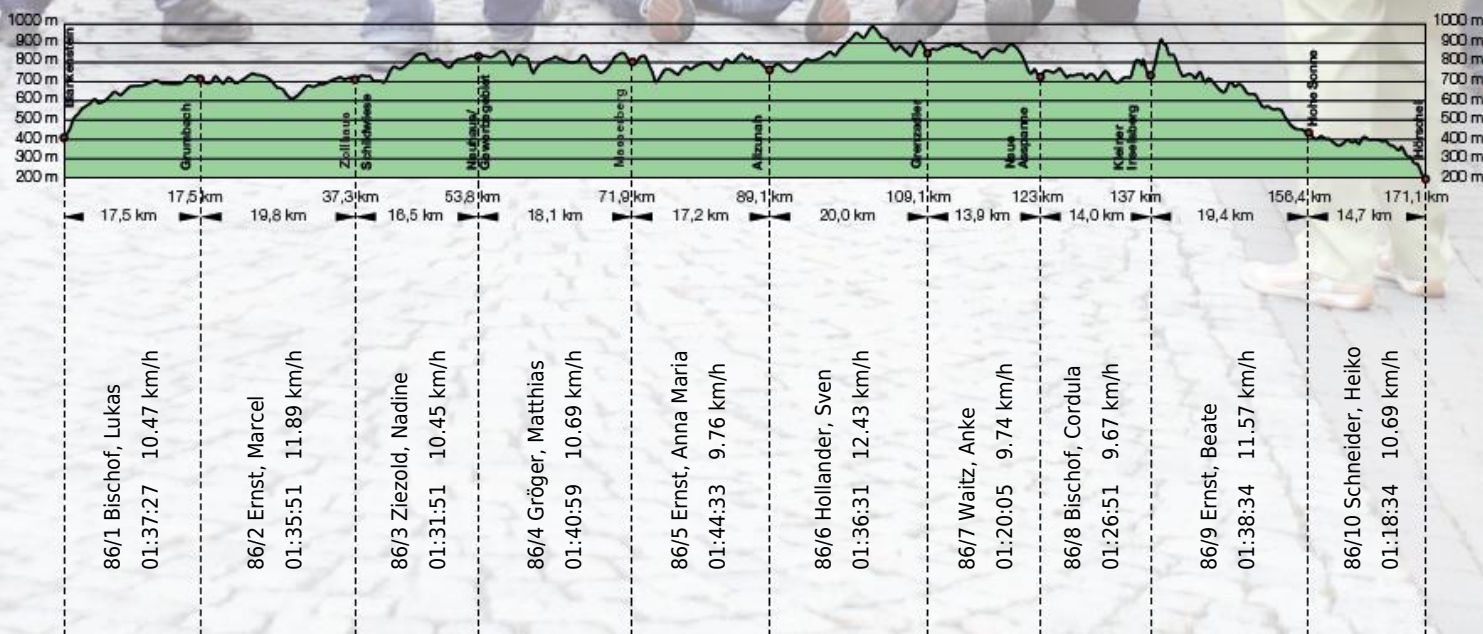 1000 m
900 m
800 m
700 m
600 m
500 m
400 m
300 m
200 m
1000 m
900 m
800 m
700 m
600 m
500 m
400 m
300 m
200 m
Blankenstein
Grumbach
Zollhaus
Schildwiese
Neuhaus/
Masserberg
Allzunah
Grenzadler
Neue
Ausspanne
Kleiner
Inselsberg
Hohe Sonne
Hörschel
17,5 km
37,3 km
53,8 km
71,9 km
89,1 km
109,1 km
123 km
137 km
156,4 km
171,1 km
17,5 km
19,8 km
16,5 km
18,1 km
17,2 km
20,0 km
13,9 km
14,0 km
19,4 km
14,7 km
86/1 Bischof, Lukas
01:37:27 10.47 km/h
86/2 Ernst, Marcel
01:35:51 11.89 km/h
86/3 Ziezold, Nadine
01:31:51 10.45 km/h
86/4 Gröger, Matthias
01:40:59 10.69 km/h
86/5 Ernst, Anna Maria
01:44:33 9.76 km/h
86/6 Hollander, Sven
01:36:31 12.43 km/h
86/7 Waitz, Anke
01:20:05 9.74 km/h
86/8 Bischof, Cordula
01:26:51 9.67 km/h
86/9 Ernst, Beate
01:38:34 11.57 km/h
86/10 Schneider, Heiko
01:18:34 10.69 km/h